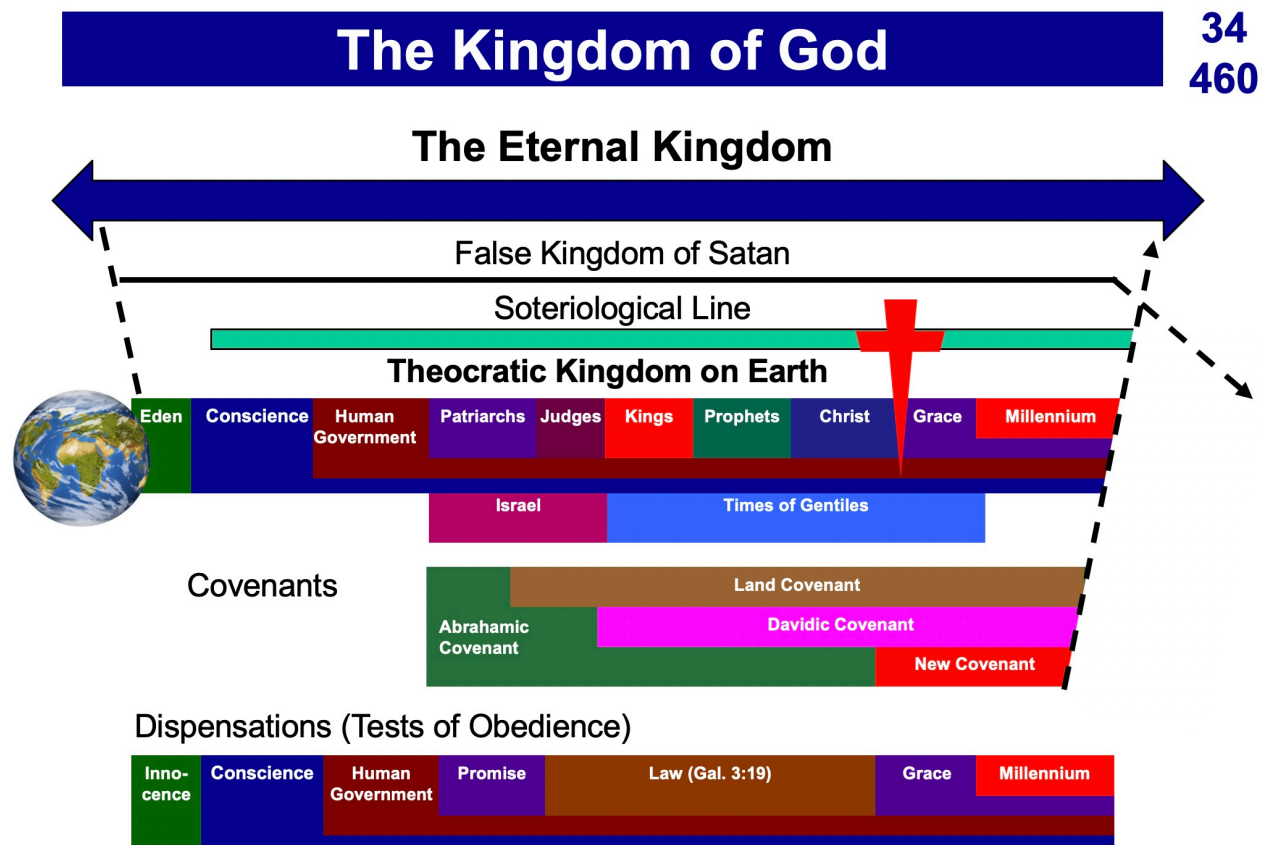 The Kingdom of God
34
460
The Eternal Kingdom
False Kingdom of Satan
Soteriological Line
Theocratic Kingdom on Earth
Eden
Conscience
Human
Government
Patriarchs
Judges
Kings
Prophets
Christ
Grace
Millennium
Israel
Times of Gentiles
Covenants
Land Covenant
Abrahamic
Covenant
Davidic Covenant
New Covenant
Dispensations (Tests of Obedience)
Inno-
cence
Conscience
Human
Government
Promise
Law (Gal. 3:19)
Grace
Millennium